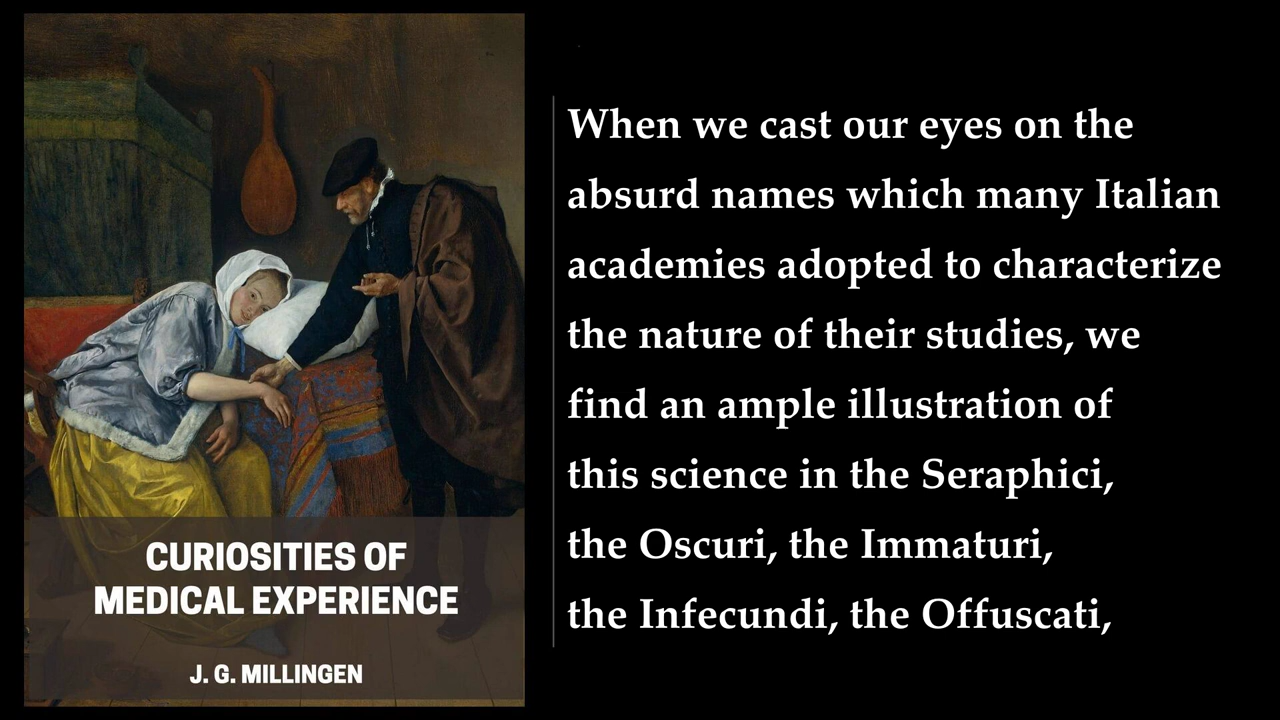 CURIOSITIES OF
MEDICAL EXPERIENCE
J. G. MILLINGEN
When we cast our eyes on the
absurd names which many Italian
academies adopted to characterize
the nature of their studies, we
find an ample illustration of
this science in the Seraphici,
the Oscuri, the Immaturi,
the Infecundi, the Offuscati,